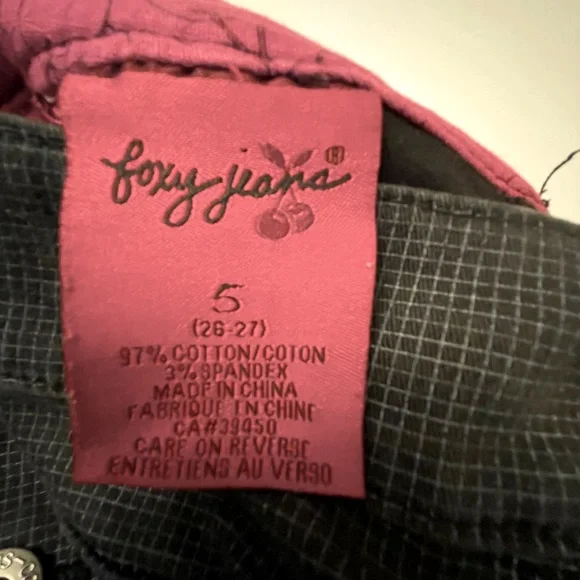 foxy jeans®
5
(26-27)
97% COTTON/COTON
3% SPANDEX
MADE IN CHINA
FABRIQUE EN CHINE
CA#39450
CARE ON REVERSE
ENTRETIENS AU VERSO